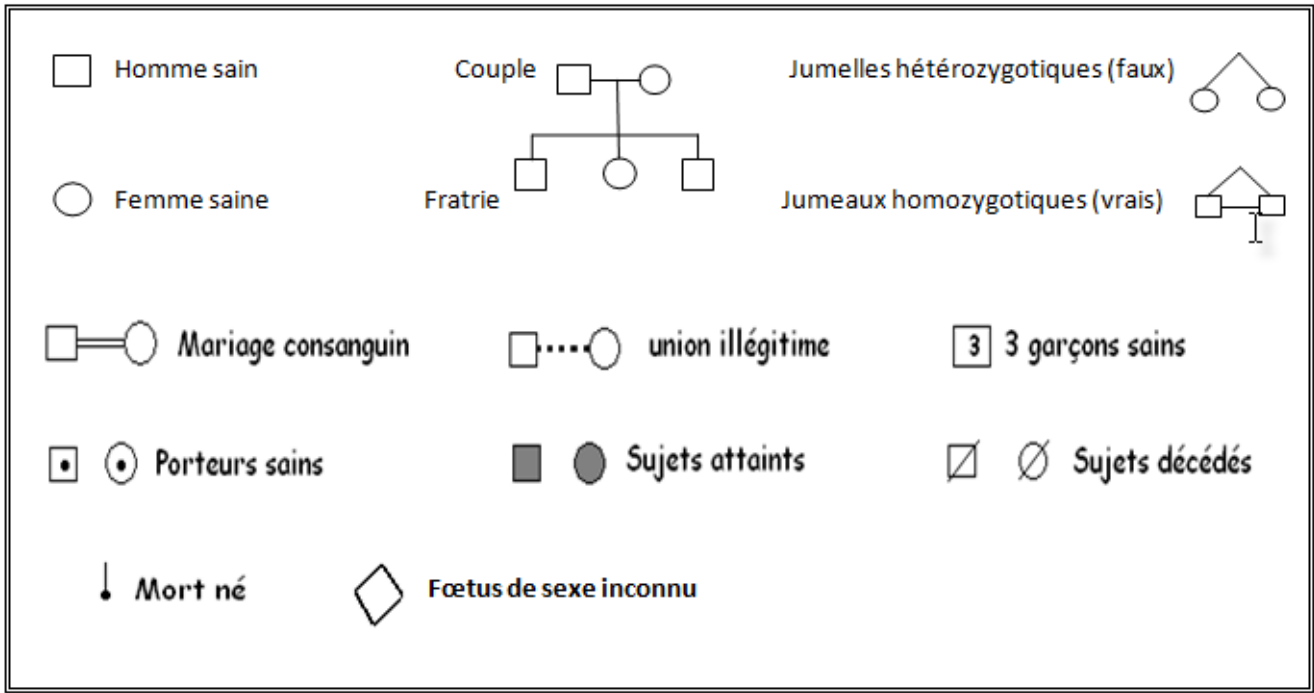 Homme sain
Couple
Jumelles hétérozygotiques (faux)
Femme saine
Fratrie
Jumeaux homozygotiques (vrais)
Mariage consanguin
union illégitime
3
3 garçons sains
Porteurs sains
Sujets attaints
Sujets décédés
Mort né
Fœtus de sexe inconnu